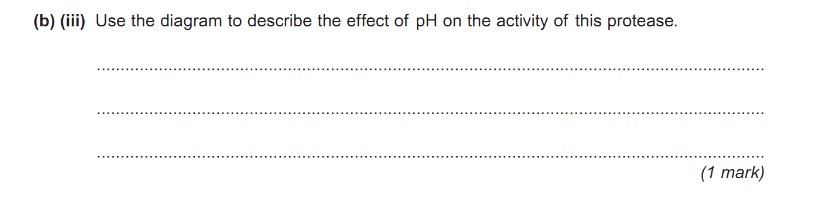 (b) (iii) Use the diagram to describe the effect of pH on the activity of this protease.
(1 mark)